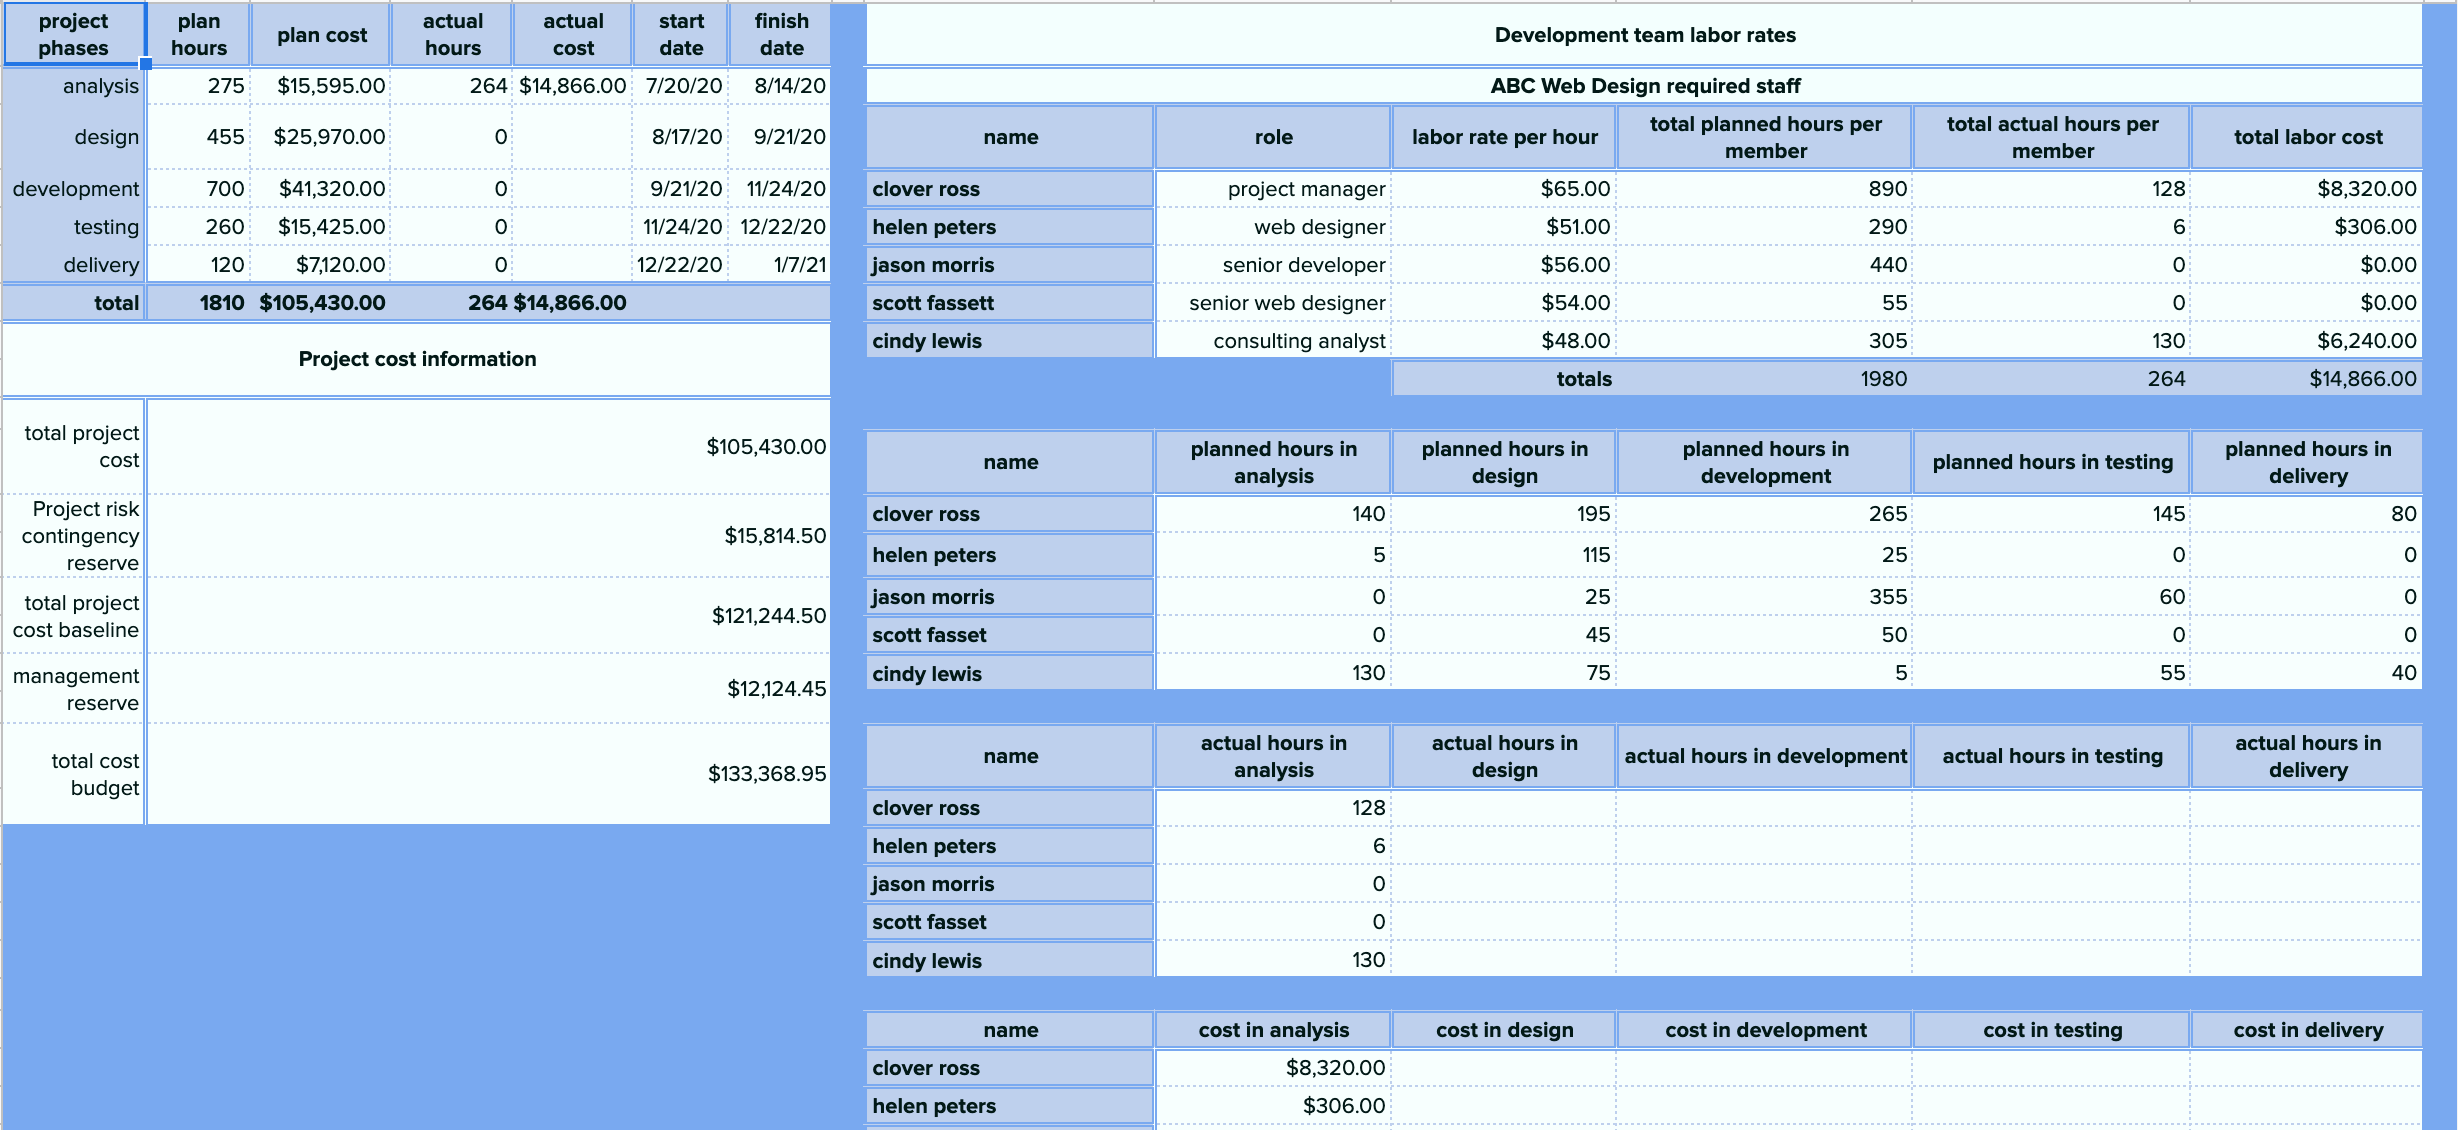 project phases | plan hours | plan cost | actual hours | actual cost | start date | finish date
analysis | 275 | $15,595.00 | 264 | $14,866.00 | 7/20/20 | 8/14/20
design | 455 | $25,970.00 | 0 | 8/17/20 | 9/21/20
development | 700 | $41,320.00 | 0 | 9/21/20 | 11/24/20
testing | 260 | $15,425.00 | 0 | 11/24/20 | 12/22/20
delivery | 120 | $7,120.00 | 0 | 12/22/20 | 1/7/21
total | 1810 | $105,430.00 | 264 | $14,866.00
Project cost information
total project cost | $105,430.00
Project risk contingency reserve | $15,814.50
total project cost baseline | $121,244.50
management reserve | $12,124.45
total cost budget | $133,368.95
Development team labor rates
ABC Web Design required staff
name | role | labor rate per hour | total planned hours per member | total actual hours per member | total labor cost
clover ross | project manager | $65.00 | 890 | 128 | $8,320.00
helen peters | web designer | $51.00 | 290 | 6 | $306.00
jason morris | senior developer | $56.00 | 440 | 0 | $0.00
scott fassett | senior web designer | $54.00 | 55 | 0 | $0.00
cindy lewis | consulting analyst | $48.00 | 305 | 130 | $6,240.00
totals | 1980 | 264 | $14,866.00
name | planned hours in analysis | planned hours in design | planned hours in development | planned hours in testing | planned hours in delivery
clover ross | 140 | 195 | 265 | 145 | 80
helen peters | 5 | 115 | 25 | 0 | 0
jason morris | 0 | 25 | 355 | 60 | 0
scott fasset | 0 | 45 | 50 | 0 | 0
cindy lewis | 130 | 75 | 5 | 55 | 40
name | actual hours in analysis | actual hours in design | actual hours in development | actual hours in testing | actual hours in delivery
clover ross | 128
helen peters | 6
jason morris | 0
scott fasset | 0
cindy lewis | 130
name | cost in analysis | cost in design | cost in development | cost in testing | cost in delivery
clover ross | $8,320.00
helen peters | $306.00